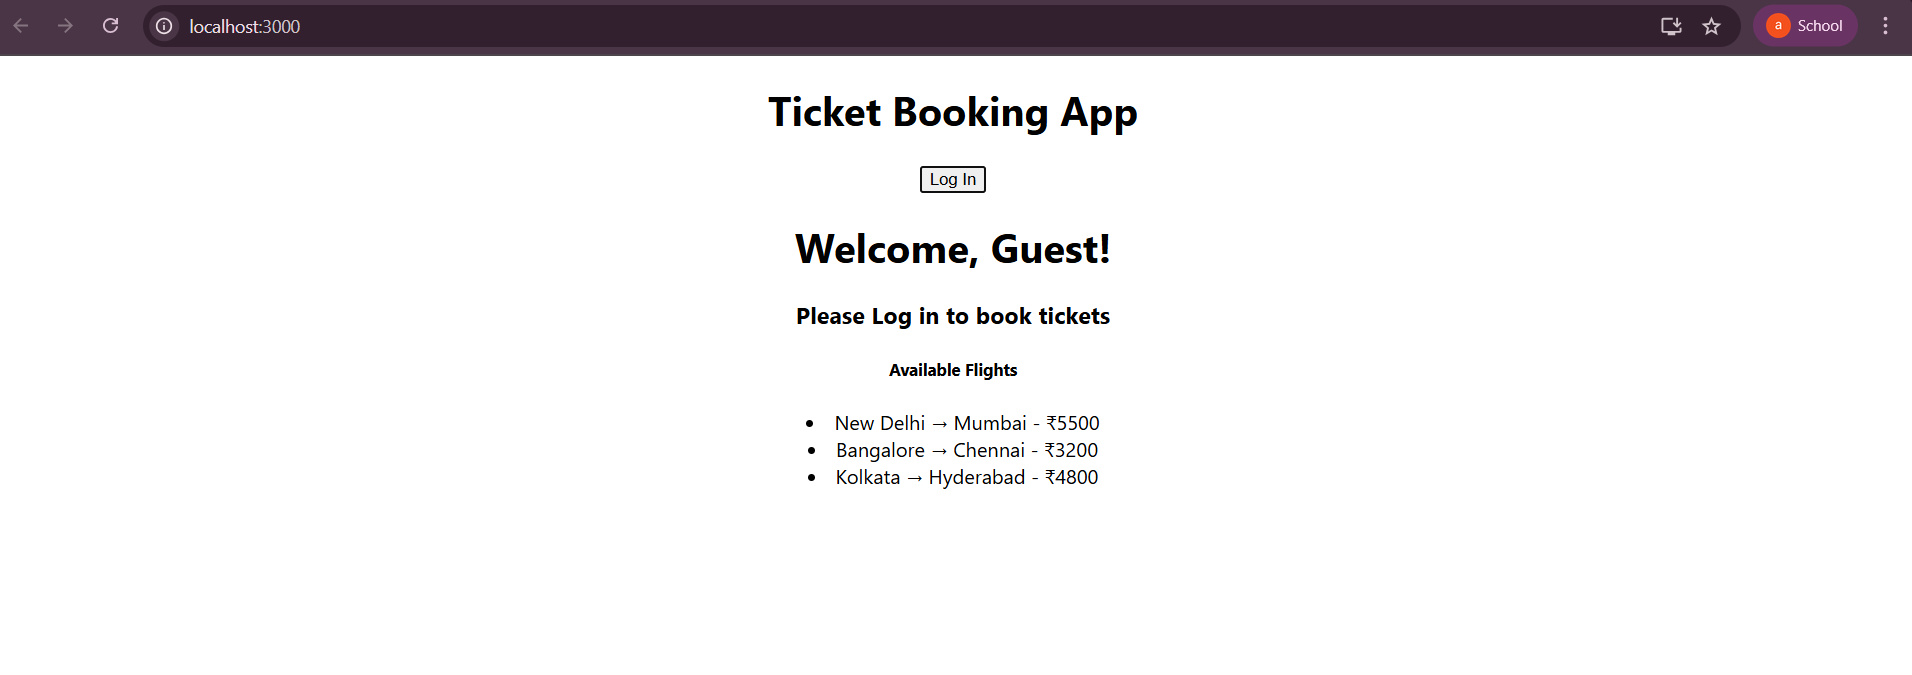 localhost:3000
a School
Ticket Booking App
Log In
Welcome, Guest!
Please Log in to book tickets
Available Flights
• New Delhi → Mumbai - ₹5500
• Bangalore → Chennai - ₹3200
• Kolkata → Hyderabad - ₹4800